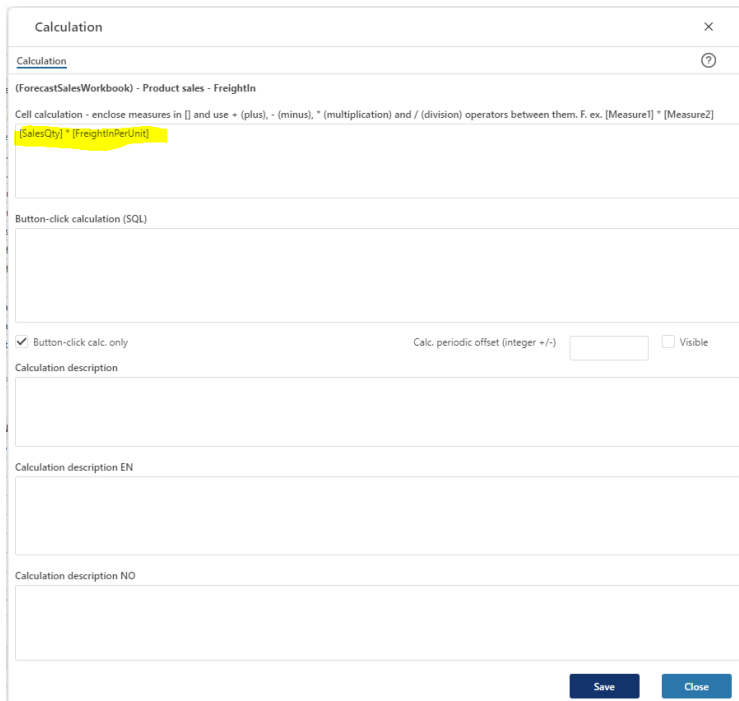 Calculation
Calculation
(ForecastSalesWorkbook) - Product sales - FreightIn
Cell calculation - enclose measures in [] and use + (plus), - (minus), * (multiplication) and / (division) operators between them. F. ex. [Measure1] * [Measure2]
[SalesQty] * [FreightInPerUnit]
Button-click calculation (SQL)
Button-click calc. only
Calc. periodic offset (integer +/-)
Visible
Calculation description
Calculation description EN
Calculation description NO
Save
Close